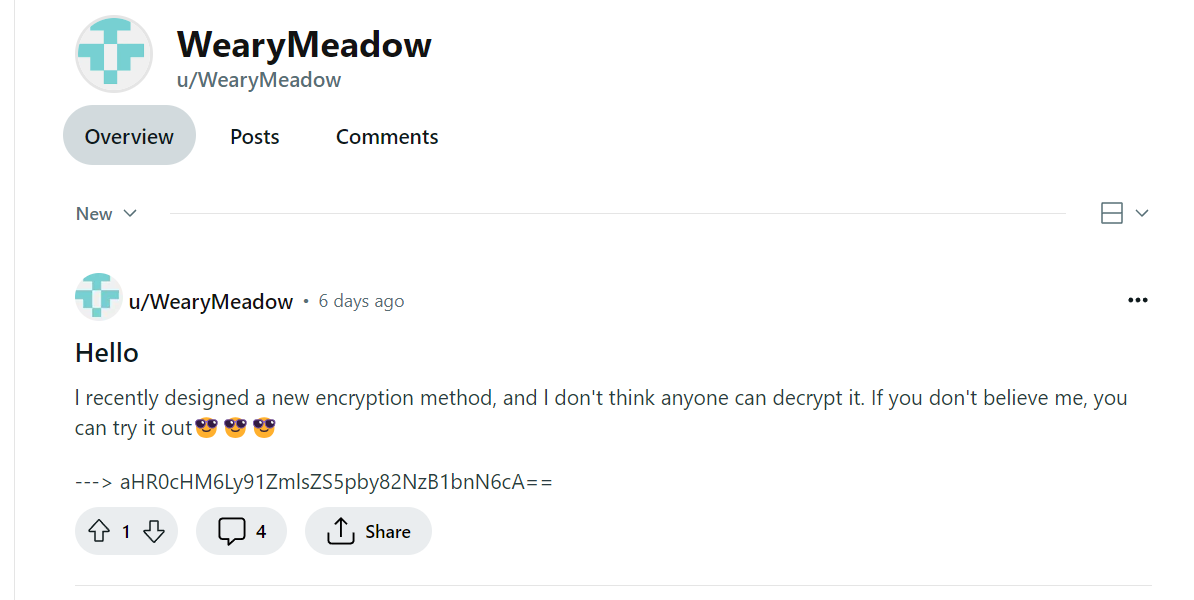 WearyMeadow
u/WearyMeadow
Overview Posts Comments
New
u/WearyMeadow • 6 days ago
Hello
I recently designed a new encryption method, and I don't think anyone can decrypt it. If you don't believe me, you
can try it out😎 😎 😎
---> aHR0cHM6Ly91ZmlsZS5pby82NzB1bnN6cA==
1 4 Share